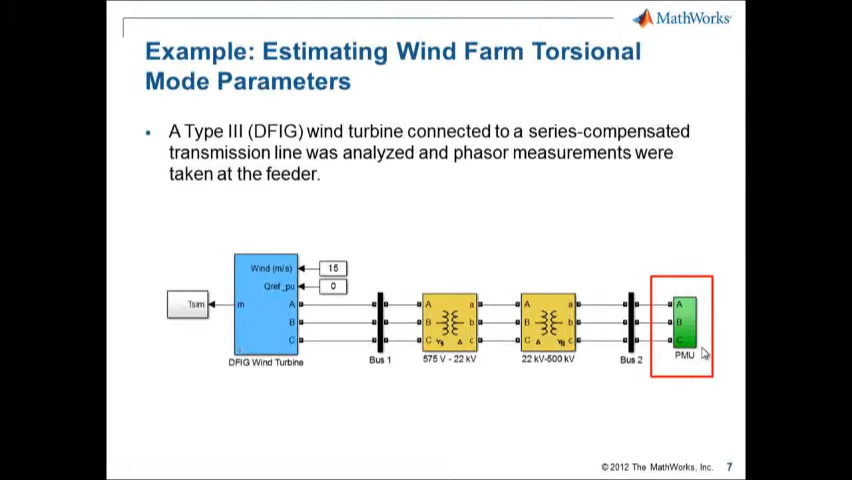 MathWorks
Example: Estimating Wind Farm Torsional
Mode Parameters
A Type III (DFIG) wind turbine connected to a series-compensated
transmission line was analyzed and phasor measurements were
taken at the feeder.
Wind (m/s) 15
Qref_pu 0
Tsim m A A a A a A
B B b B b B
C C c C c C
Yg Δ Δ Yg
DFIG Wind Turbine Bus 1 575 V - 22 kV 22 kV-500 kV Bus 2 PMU
© 2012 The MathWorks, Inc. 7